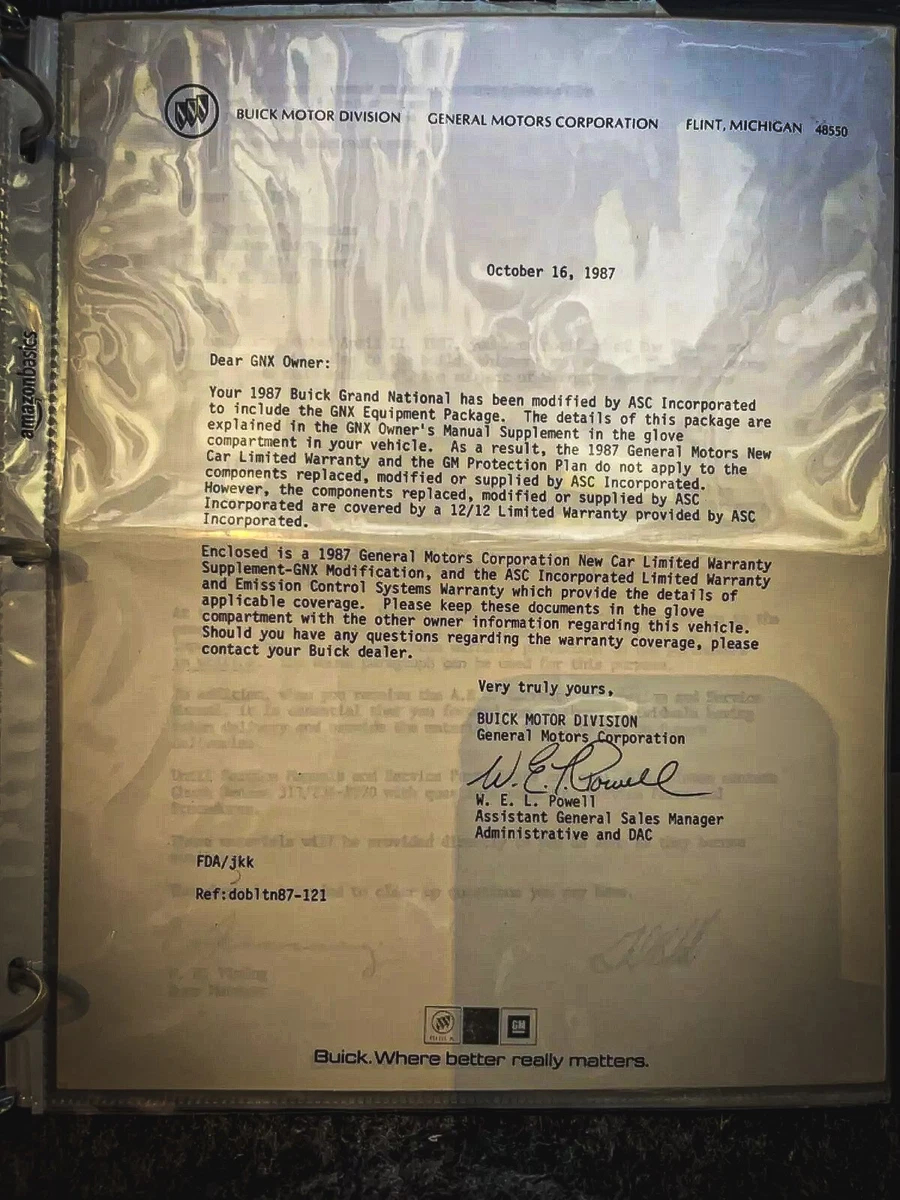 BUICK MOTOR DIVISION GENERAL MOTORS CORPORATION FLINT, MICHIGAN 48550
October 16, 1987
amazonbasics
Dear GNX Owner:
Your 1987 Buick Grand National has been modified by ASC Incorporated
to include the GNX Equipment Package. The details of this package are
explained in the GNX Owner's Manual Supplement in the glove
compartment in your vehicle. As a result, the 1987 General Motors New
Car Limited Warranty and the GM Protection Plan do not apply to the
components replaced, modified or supplied by ASC Incorporated.
However, the components replaced, modified or supplied by ASC
Incorporated are covered by a 12/12 Limited Warranty provided by ASC
Incorporated.
Enclosed is a 1987 General Motors Corporation New Car Limited Warranty
Supplement-GNX Modification, and the ASC Incorporated Limited Warranty
and Emission Control Systems Warranty which provide the details of
applicable coverage. Please keep these documents in the glove
compartment with the other owner information regarding this vehicle.
Should you have any questions regarding the warranty coverage, please
contact your Buick dealer.
Very truly yours,
BUICK MOTOR DIVISION
General Motors Corporation
W. E. L. Powell
W. E. L. Powell
Assistant General Sales Manager
Administrative and DAC
FDA/jkk
Ref:dobltn87-121
BUICK
GM
Buick. Where better really matters.